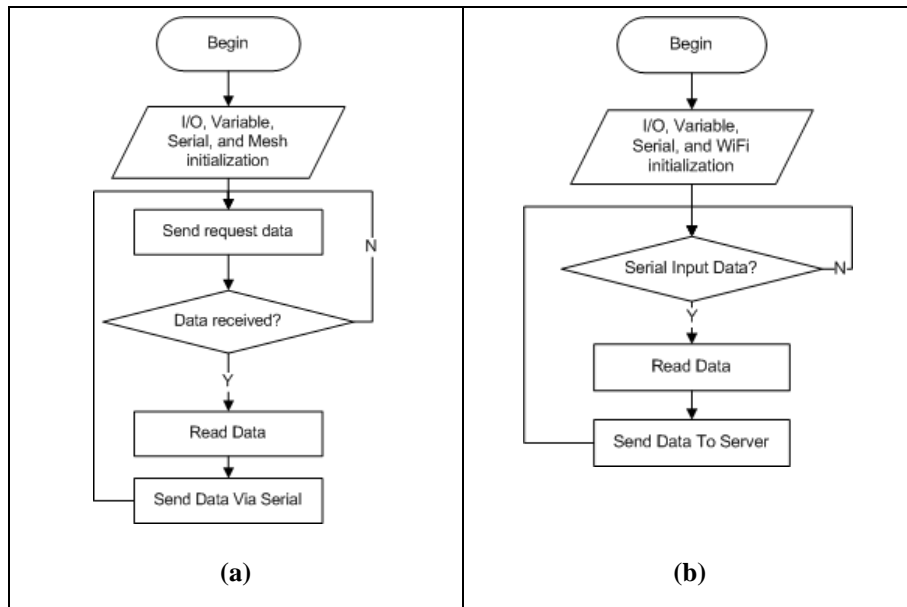 Begin
I/O, Variable,
Serial, and Mesh
initialization
Send request data
N
Data received?
Y
Read Data
Send Data Via Serial
(a)
Begin
I/O, Variable,
Serial, and WiFi
initialization
Serial Input Data?
N
Y
Read Data
Send Data To Server
(b)